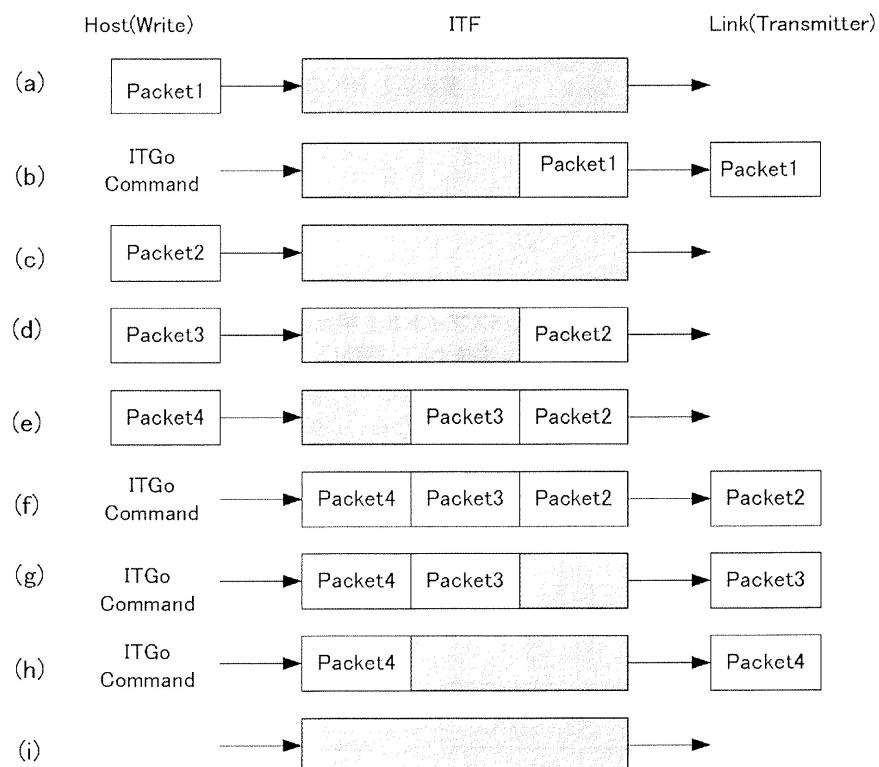 Host(Write) ITF Link(Transmitter)
(a) Packet1
(b) ITGo Command Packet1 Packet1
(c) Packet2
(d) Packet3 Packet2
(e) Packet4 Packet3 Packet2
(f) ITGo Command Packet4 Packet3 Packet2 Packet2
(g) ITGo Command Packet4 Packet3 Packet3
(h) ITGo Command Packet4 Packet4
(i)